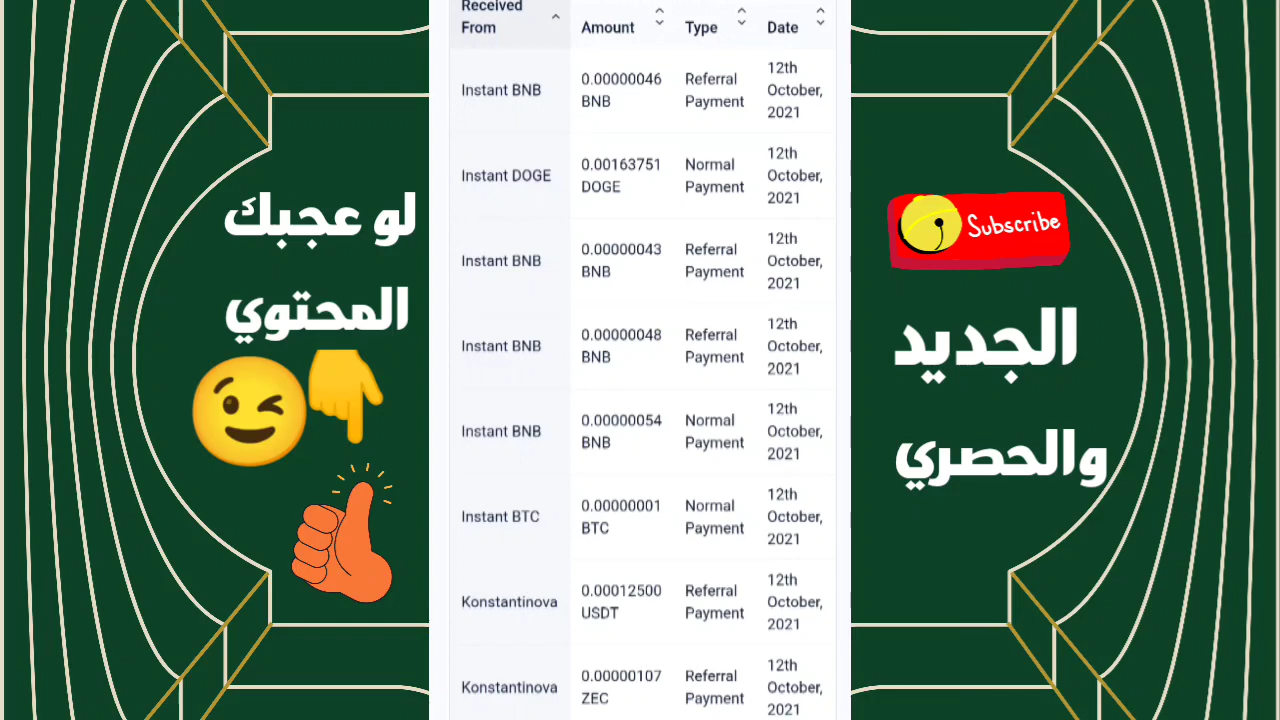 لو عجبك
المحتوي
Received
From
Amount
Type
Date
Instant BNB
0.00000046
BNB
Referral
Payment
12th
October,
2021
Instant DOGE
0.00163751
DOGE
Normal
Payment
12th
October,
2021
Instant BNB
0.00000043
BNB
Referral
Payment
12th
October,
2021
Instant BNB
0.00000048
BNB
Referral
Payment
12th
October,
2021
Instant BNB
0.00000054
BNB
Normal
Payment
12th
October,
2021
Instant BTC
0.00000001
BTC
Normal
Payment
12th
October,
2021
Konstantinova
0.00012500
USDT
Referral
Payment
12th
October,
2021
Konstantinova
0.00000107
ZEC
Referral
Payment
12th
October,
2021
Subscribe
الجديد
والحصري